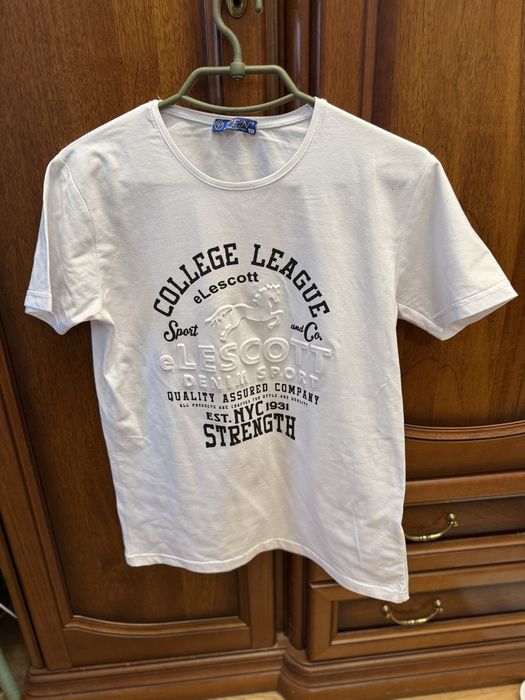 COLLEGE LEAGUE
eLescott
Sport and Co.
eLESCOTT
DENIM SPORT
QUALITY ASSURED COMPANY
EST. NYC 1931
STRENGTH